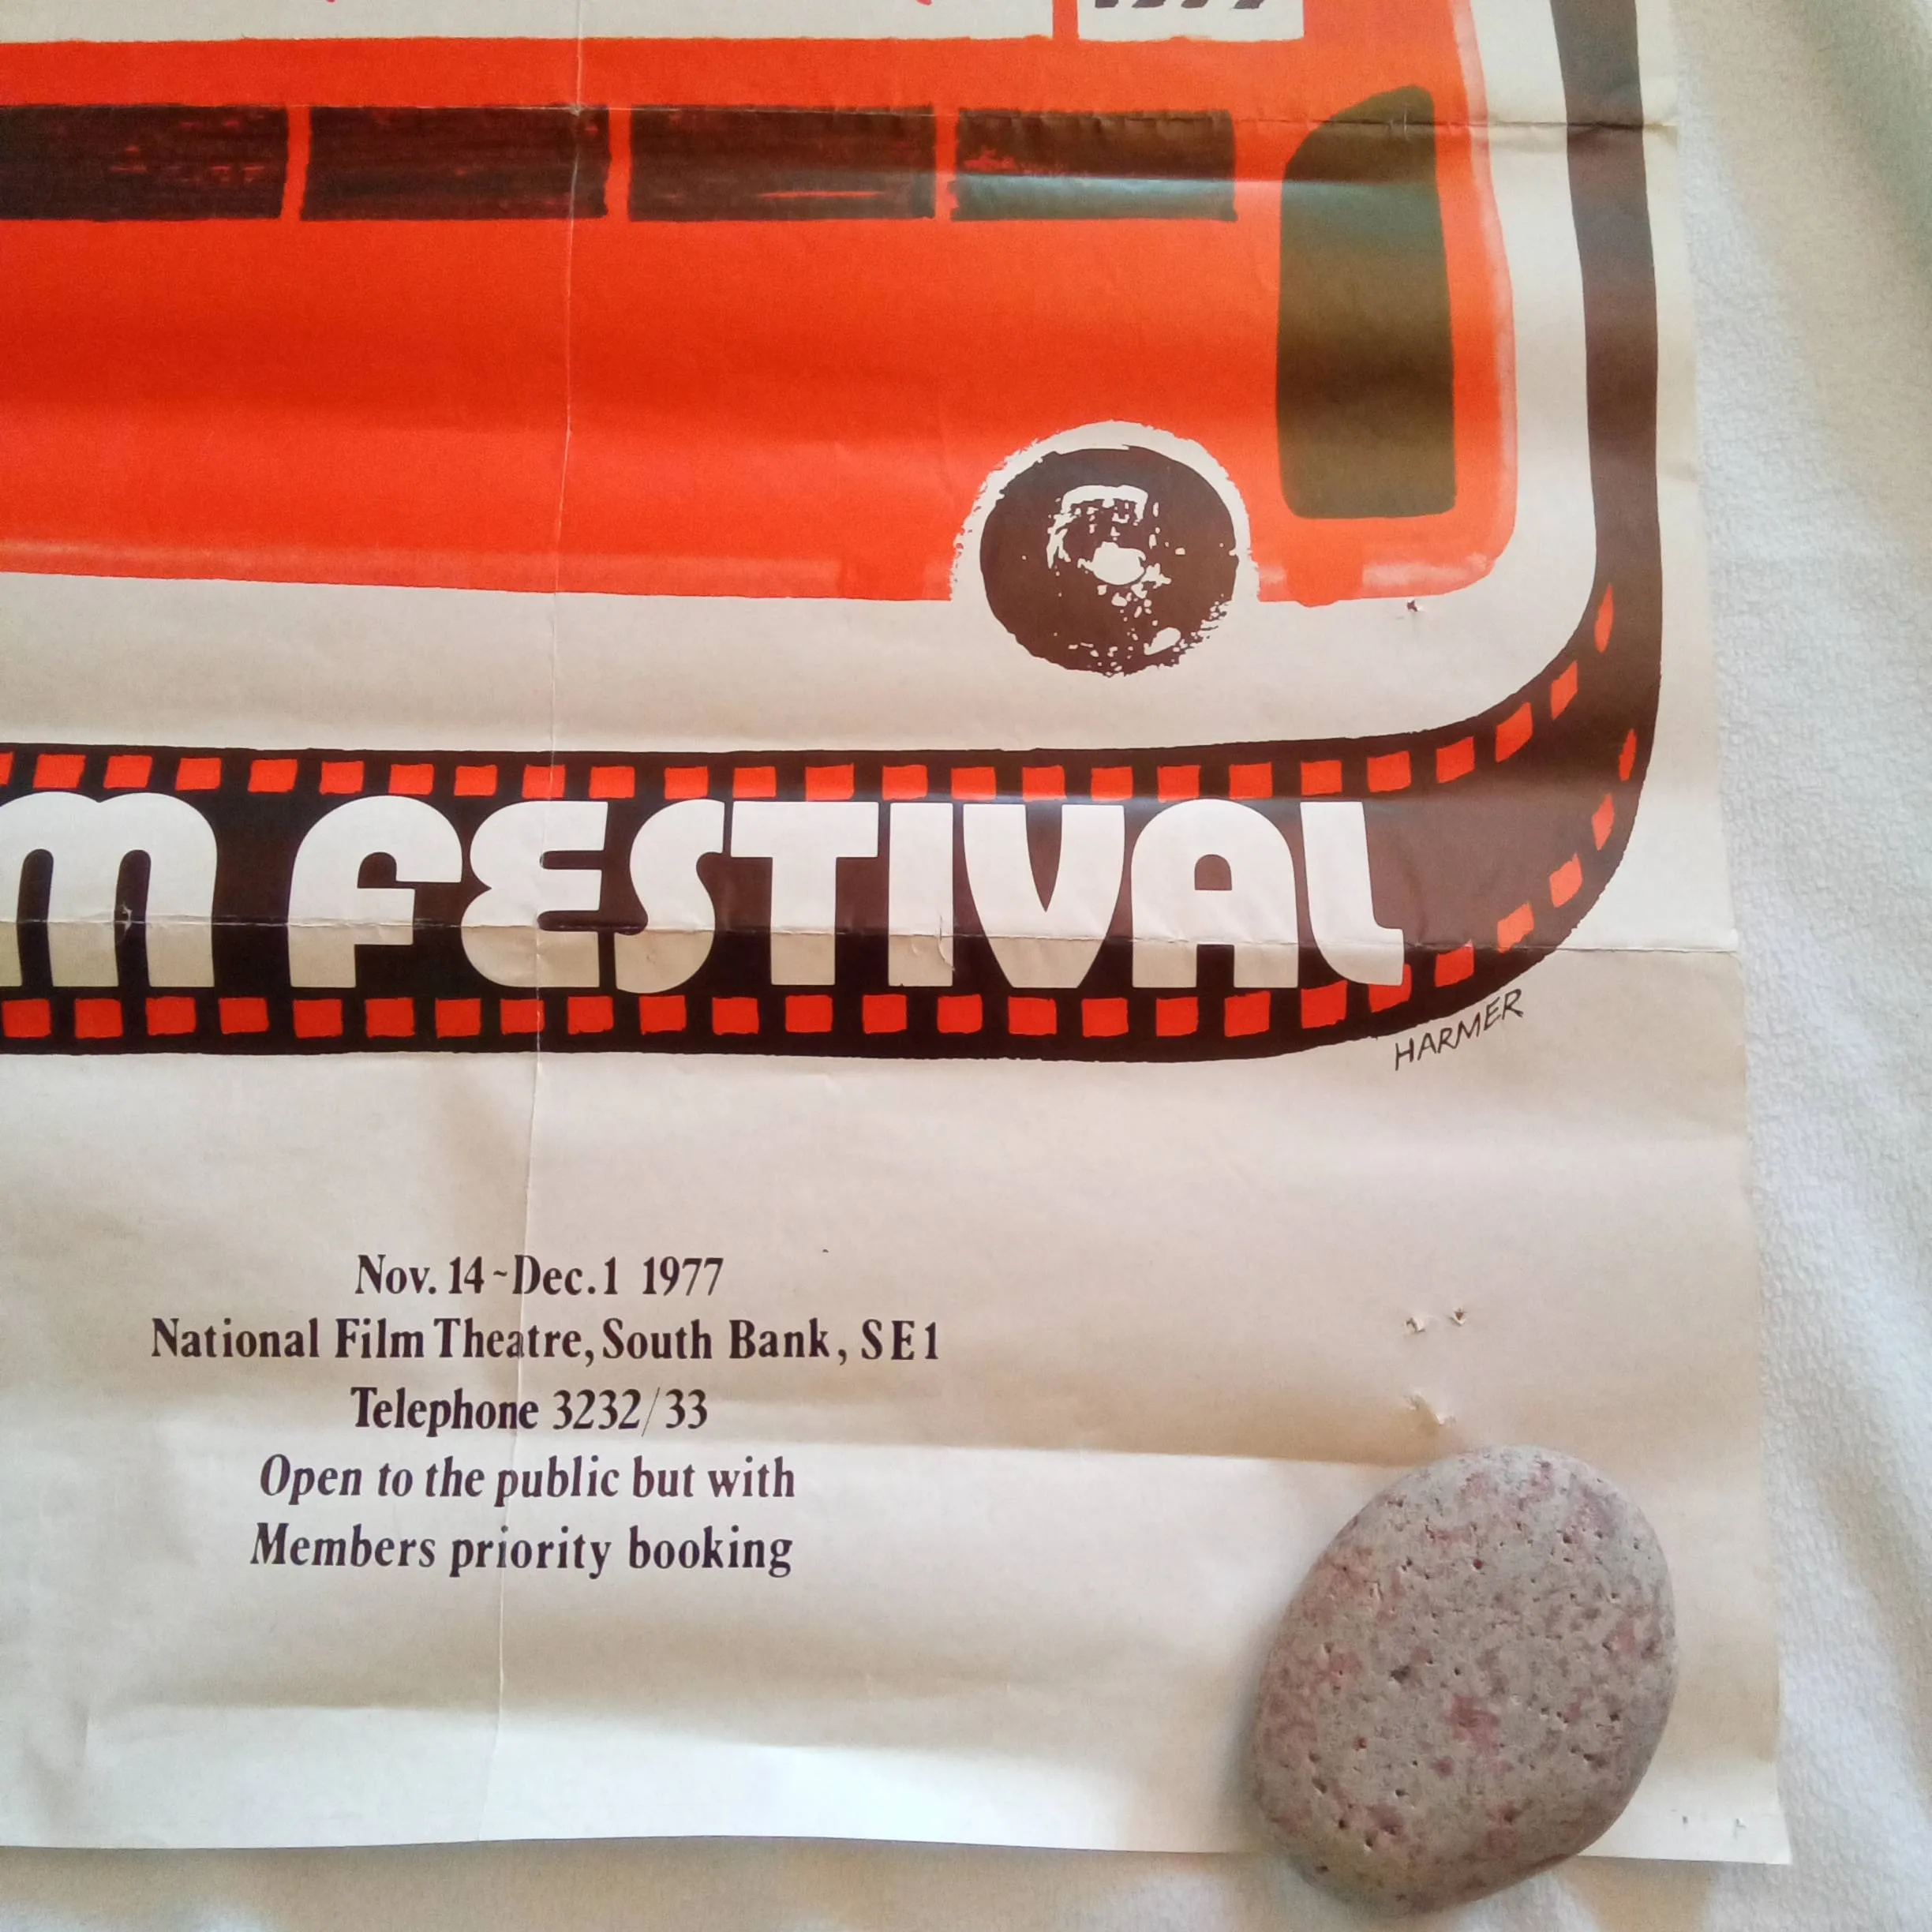 1977
M FESTIVAL
HARMER
Nov. 14~Dec. 1 1977
National Film Theatre, South Bank, SE1
Telephone 3232/33
Open to the public but with
Members priority booking